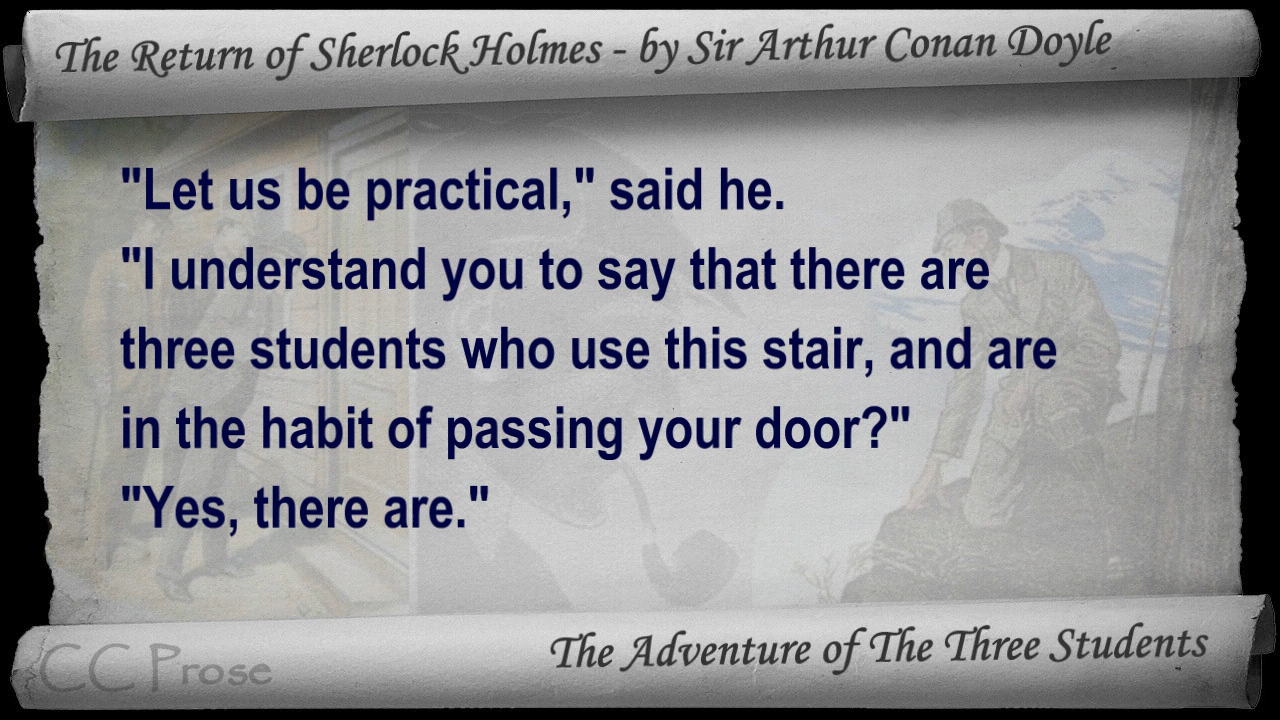 The Return of Sherlock Holmes - by Sir Arthur Conan Doyle
"Let us be practical," said he.
"I understand you to say that there are
three students who use this stair, and are
in the habit of passing your door?"
"Yes, there are."
The Adventure of The Three Students
CC Prose